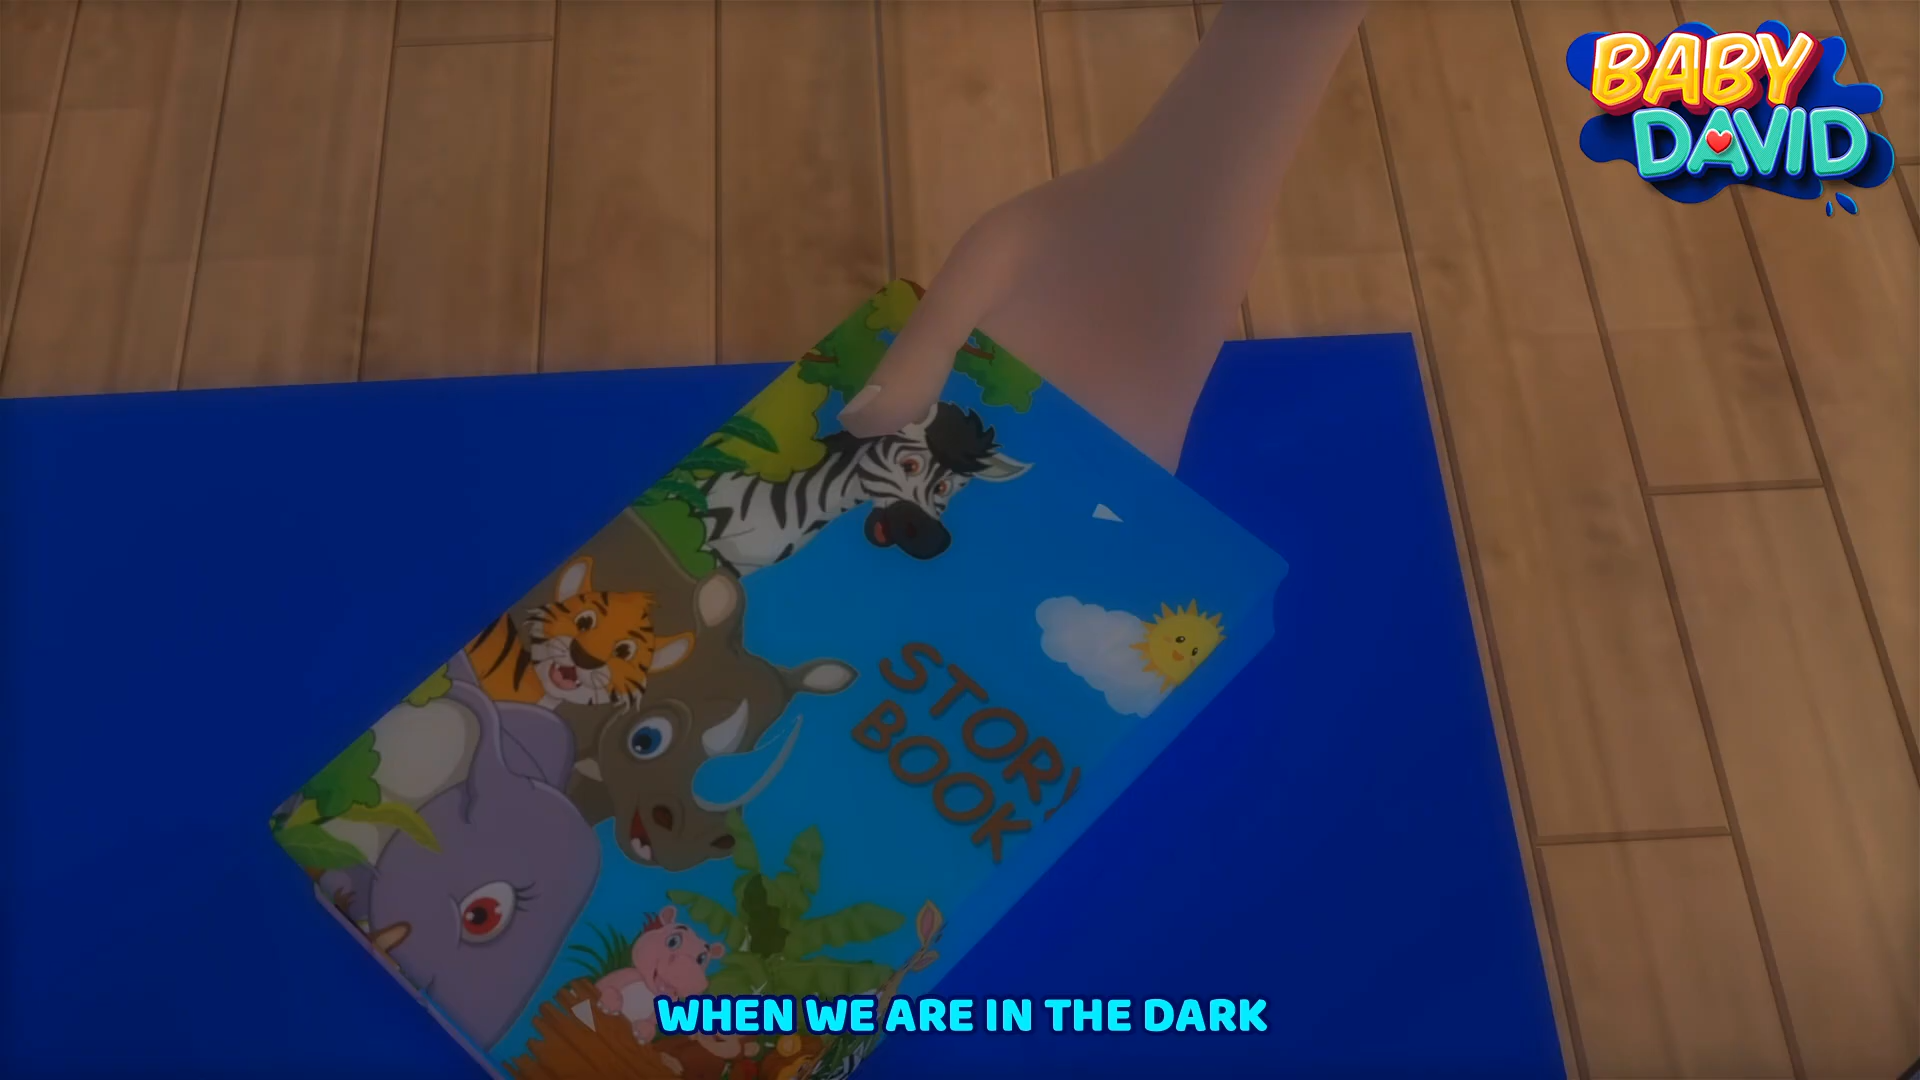 BABY
DAVID
STORY
BOOK
WHEN WE ARE IN THE DARK